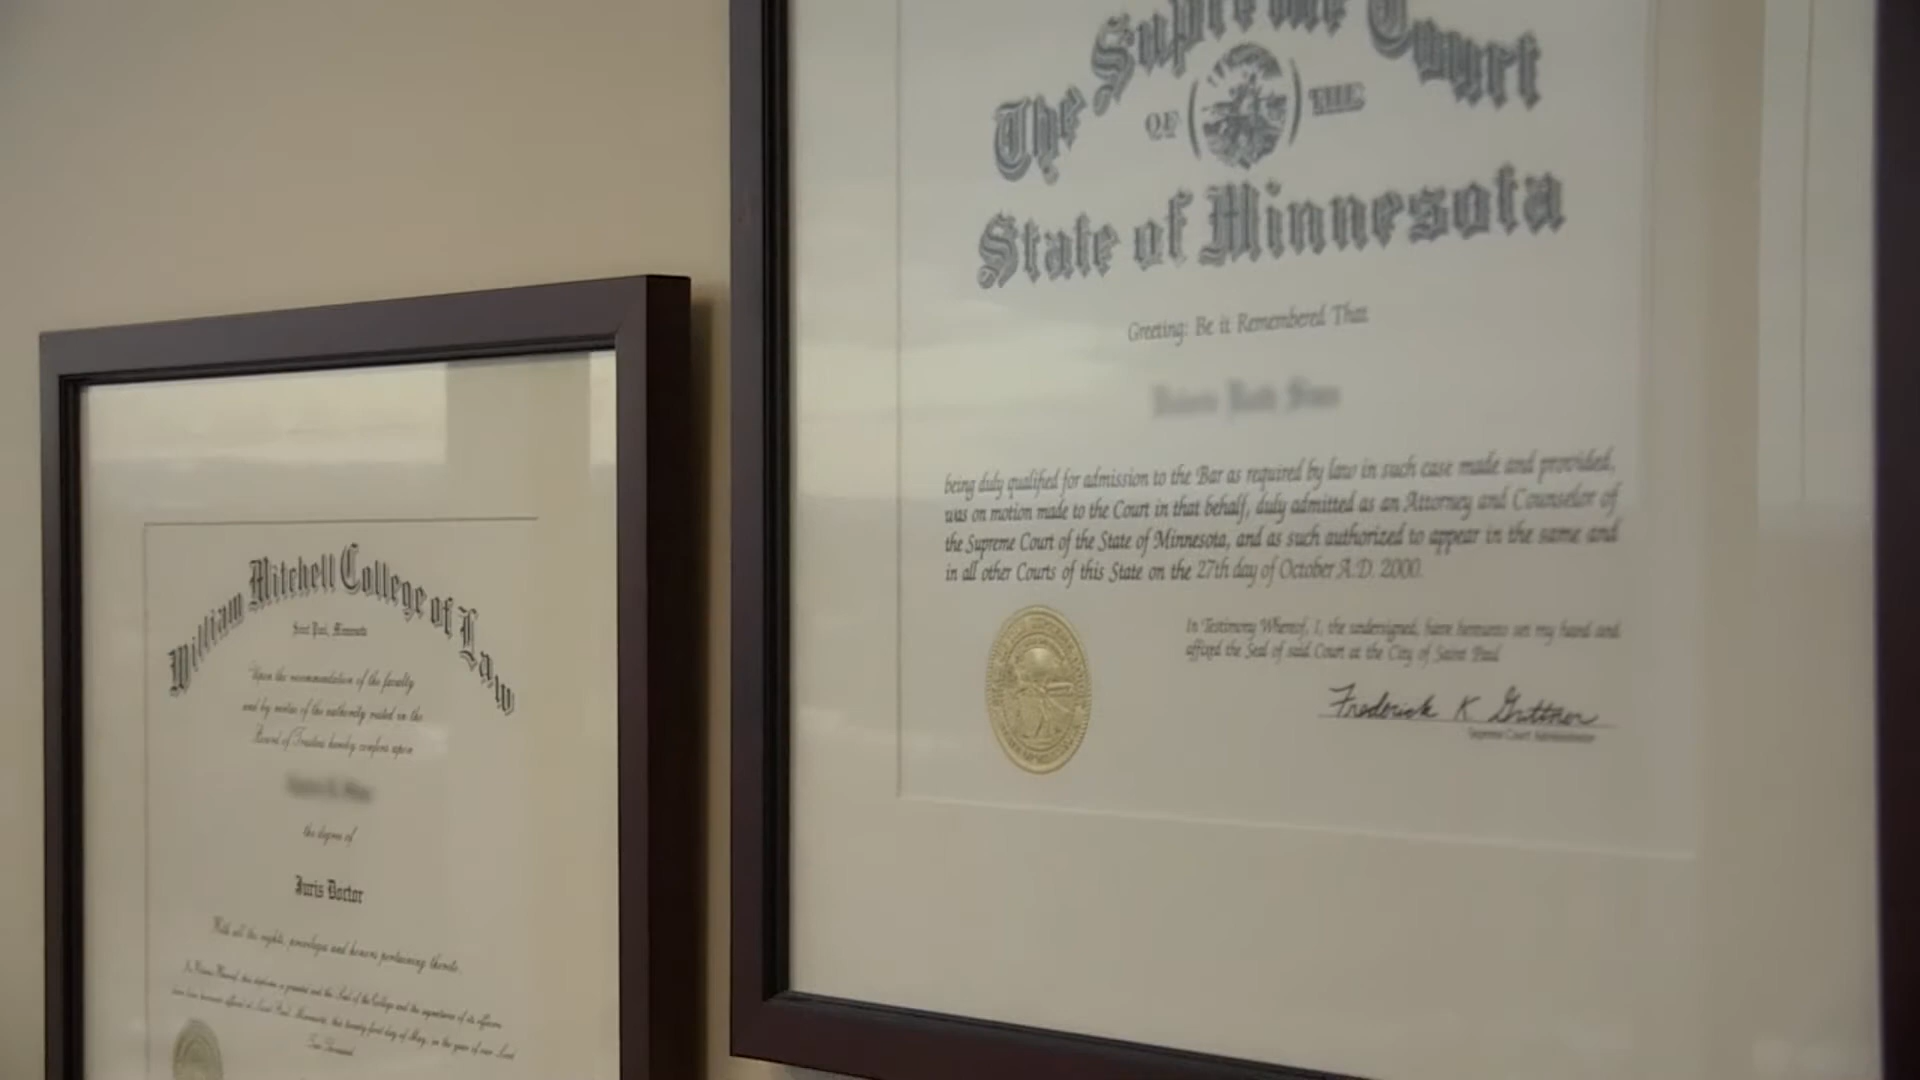 William Mitchell College of Law
Saint Paul, Minnesota
Upon the recommendation of the faculty
and by virtue of the authority vested in the
Board of Trustees hereby confers upon
the degree of
Juris Doctor
With all the rights, privileges and honors pertaining thereto.
The Supreme Court
OF THE
State of Minnesota
Greeting: Be it Remembered That
being duly qualified for admission to the Bar as required by law in such case made and provided,
was on motion made to the Court in that behalf, duly admitted as an Attorney and Counselor of
the Supreme Court of the State of Minnesota, and as such authorized to appear in the same and
in all other Courts of this State on the 27th day of October A.D. 2000.
In Testimony Whereof, I, the undersigned, have hereunto set my hand and
affixed the Seal of said Court at the City of Saint Paul
Frederick K Grittner
Supreme Court Administrator